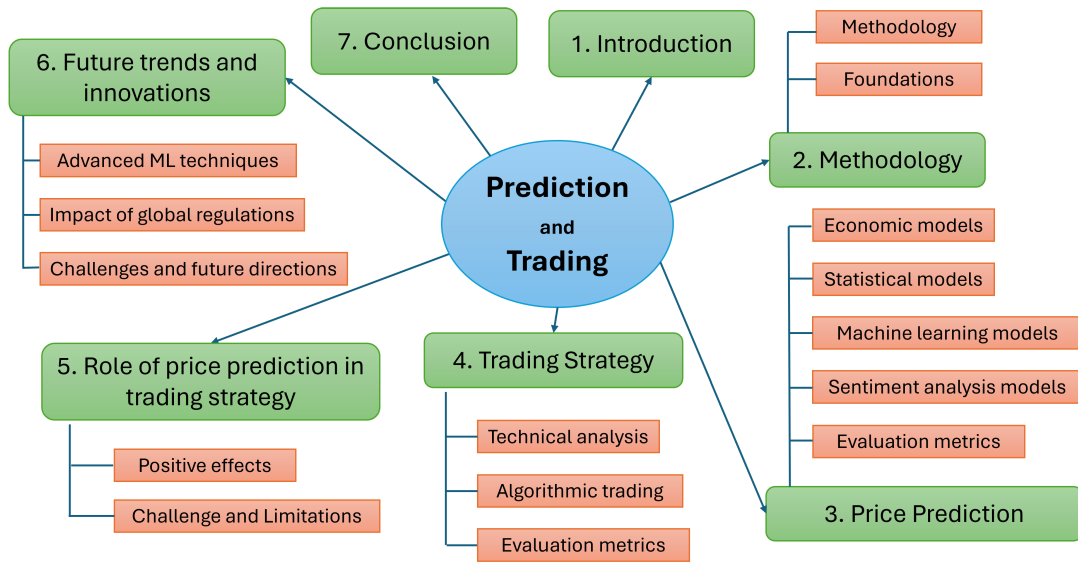 Prediction
and
Trading
1. Introduction
2. Methodology
Methodology
Foundations
3. Price Prediction
Economic models
Statistical models
Machine learning models
Sentiment analysis models
Evaluation metrics
4. Trading Strategy
Technical analysis
Algorithmic trading
Evaluation metrics
5. Role of price prediction in
trading strategy
Positive effects
Challenge and Limitations
6. Future trends and
innovations
Advanced ML techniques
Impact of global regulations
Challenges and future directions
7. Conclusion